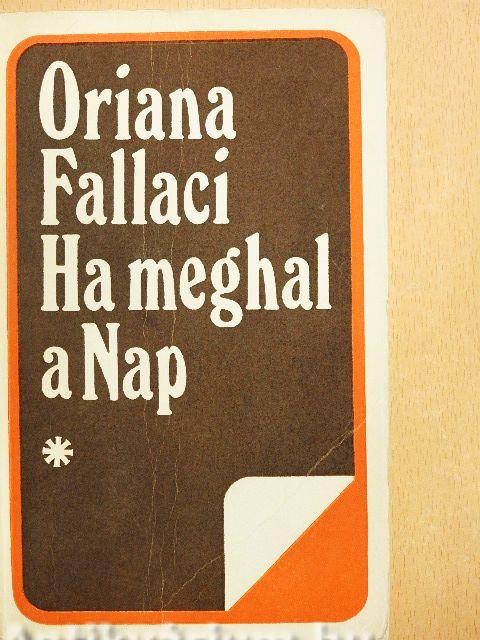 Oriana
Fallaci
Ha meghal
a Nap
*